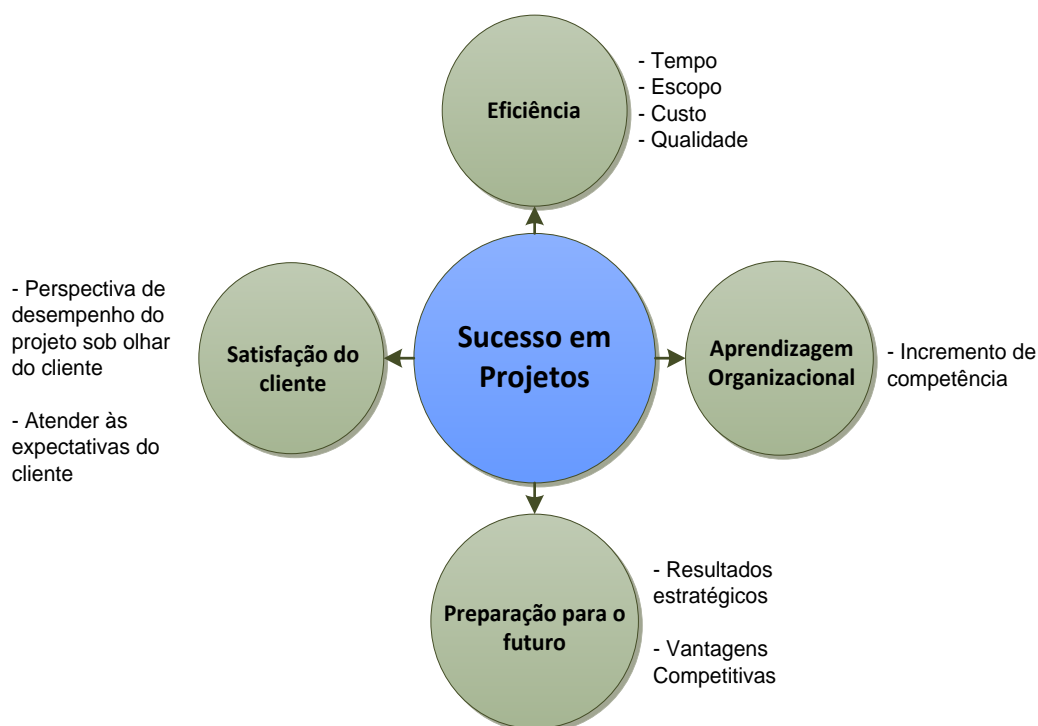 Eficiência
- Tempo
- Escopo
- Custo
- Qualidade
- Perspectiva de
desempenho do
projeto sob olhar
do cliente
- Atender às
expectativas do
cliente
Satisfação do
cliente
Sucesso em
Projetos
Aprendizagem
Organizacional
- Incremento de
competência
Preparação para o
futuro
- Resultados
estratégicos
- Vantagens
Competitivas